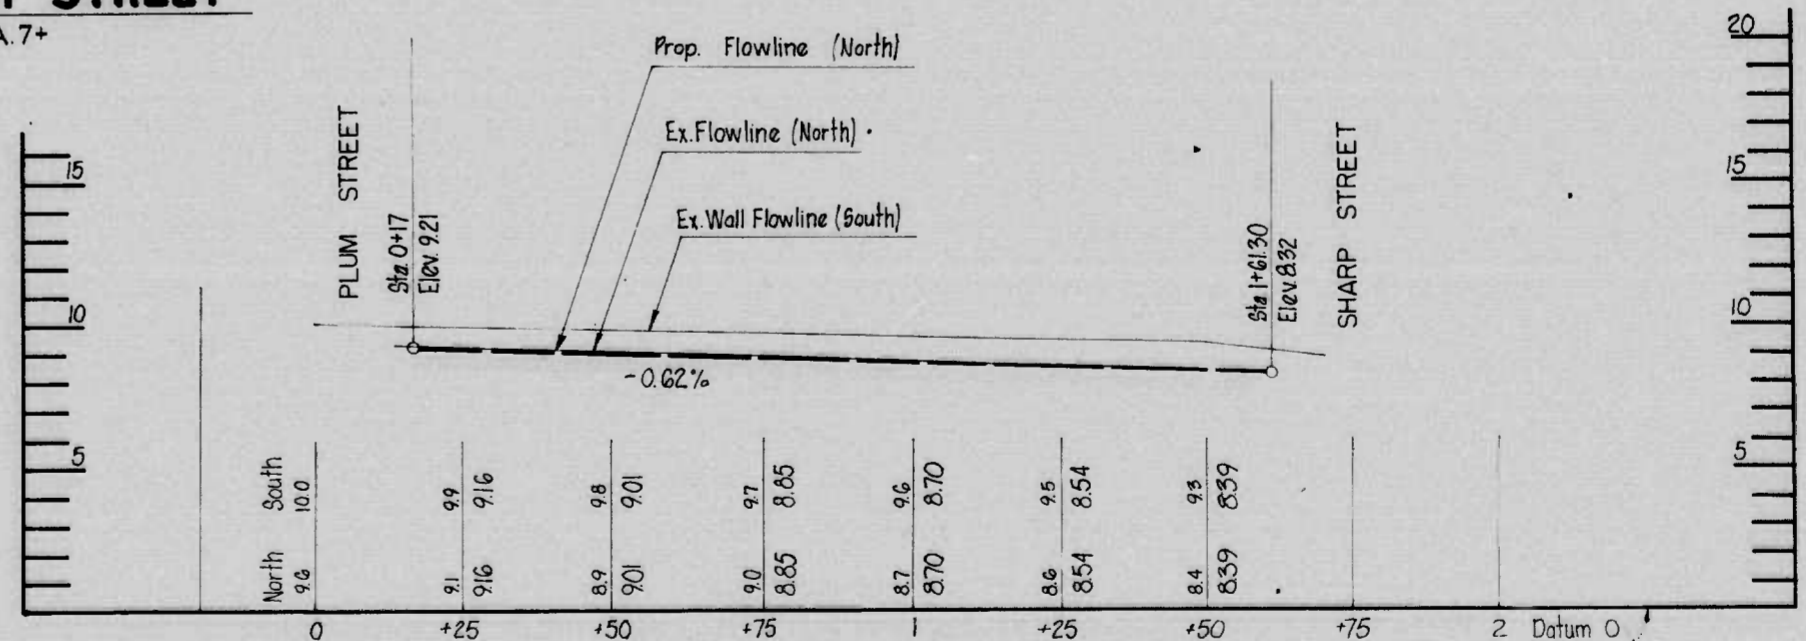 STREET
A.7+
Prop. Flowline (North)
Ex. Flowline (North)
Ex. Wall Flowline (South)
PLUM STREET
Sta. 0+17
Elev. 9.21
Sta 1+61.30
Elev. 8.32
SHARP STREET
-0.62%
20
15
15
10
10
5
5
South 10.0
9.9 9.16
9.8 9.01
9.7 8.85
9.6 8.70
9.5 8.54
9.3 8.39
North 9.6
9.1 9.16
8.9 9.01
9.0 8.85
8.7 8.70
8.6 8.54
8.4 8.39
0 +25 +50 +75 1 +25 +50 +75 2 Datum 0